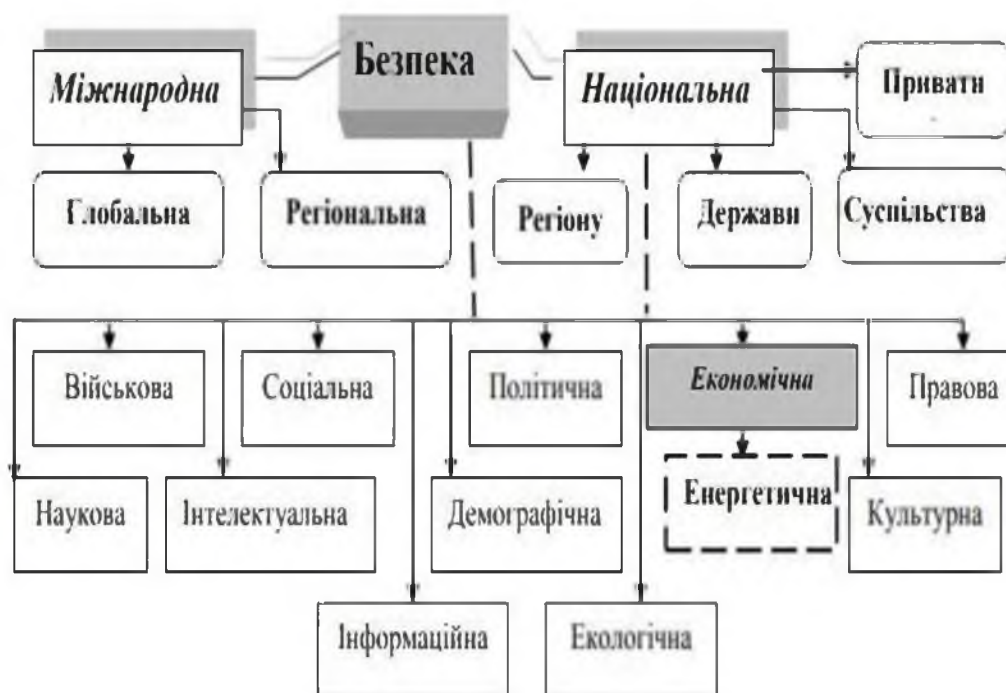 Безпека
Міжнародна
Національна
Привати
Глобальна
Регіональна
Регіону
Держави
Суспільства
Військова
Соціальна
Політична
Економічна
Правова
Наукова
Інтелектуальна
Демографічна
Енергетична
Культурна
Інформаційна
Екологічна